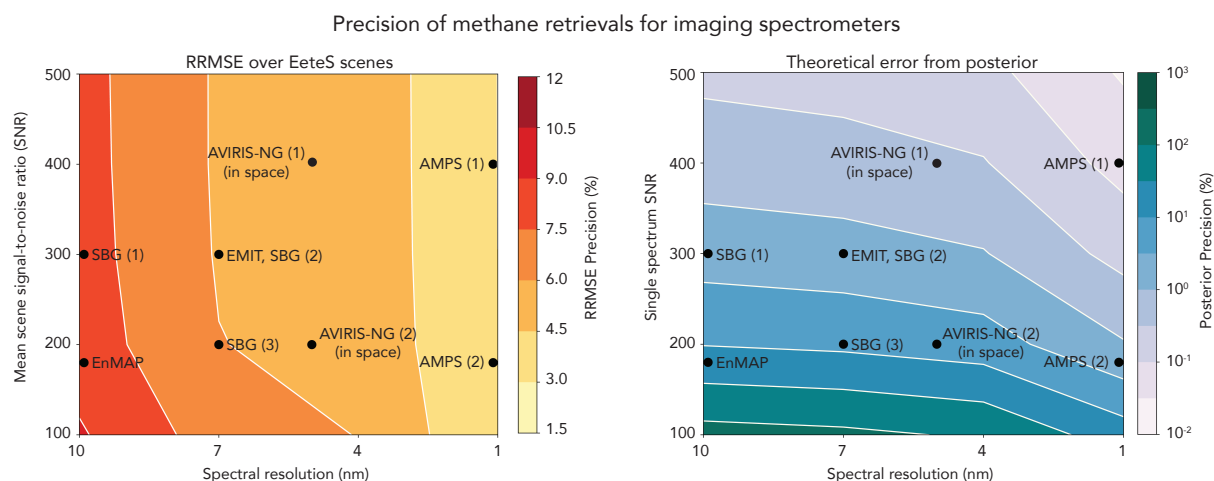 Precision of methane retrievals for imaging spectrometers
RRMSE over EeteS scenes
Mean scene signal-to-noise ratio (SNR)
500
400
300
200
100
AVIRIS-NG (1)
(in space)
AMPS (1)
SBG (1)
EMIT, SBG (2)
SBG (3)
AVIRIS-NG (2)
(in space)
EnMAP
AMPS (2)
10
7
4
1
Spectral resolution (nm)
12
10.5
9.0
7.5
6.0
4.5
3.0
1.5
RRMSE Precision (%)
Theoretical error from posterior
Single spectrum SNR
500
400
300
200
100
AVIRIS-NG (1)
(in space)
AMPS (1)
SBG (1)
EMIT, SBG (2)
SBG (3)
AVIRIS-NG (2)
(in space)
EnMAP
AMPS (2)
10
7
4
1
Spectral resolution (nm)
10³
10²
10¹
10⁰
10⁻¹
10⁻²
Posterior Precision (%)